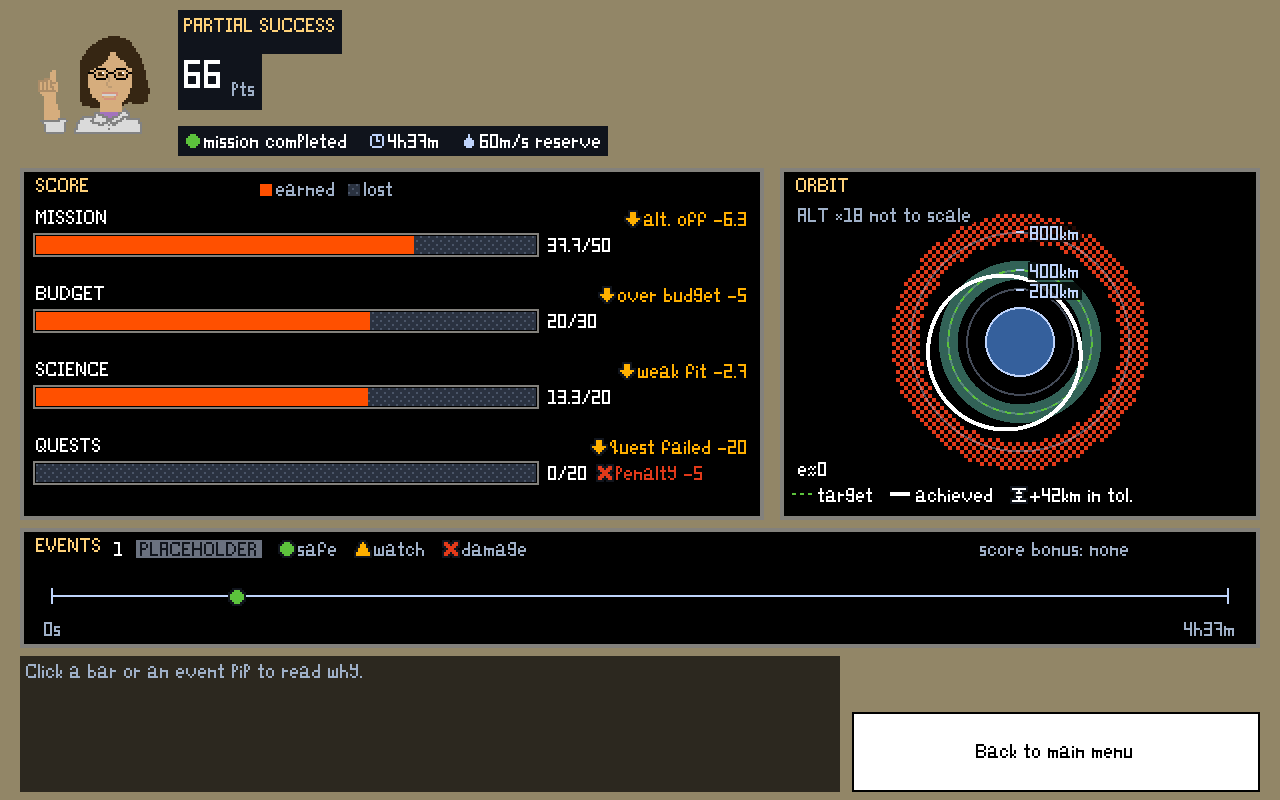 PARTIAL SUCCESS
66 Pts
mission completed 4h37m 60m/s reserve
SCORE earned lost
MISSION alt. off -6.3
37.7/50
BUDGET over budget -5
20/30
SCIENCE weak fit -2.7
13.3/20
QUESTS quest failed -20
0/20 Penalty -5
ORBIT
ALT ×18 not to scale
800km
400km
200km
e≈0
target achieved +42km in tol.
EVENTS 1 PLACEHOLDER safe watch damage score bonus: none
0s 4h37m
Click a bar or an event pip to read why.
Back to main menu